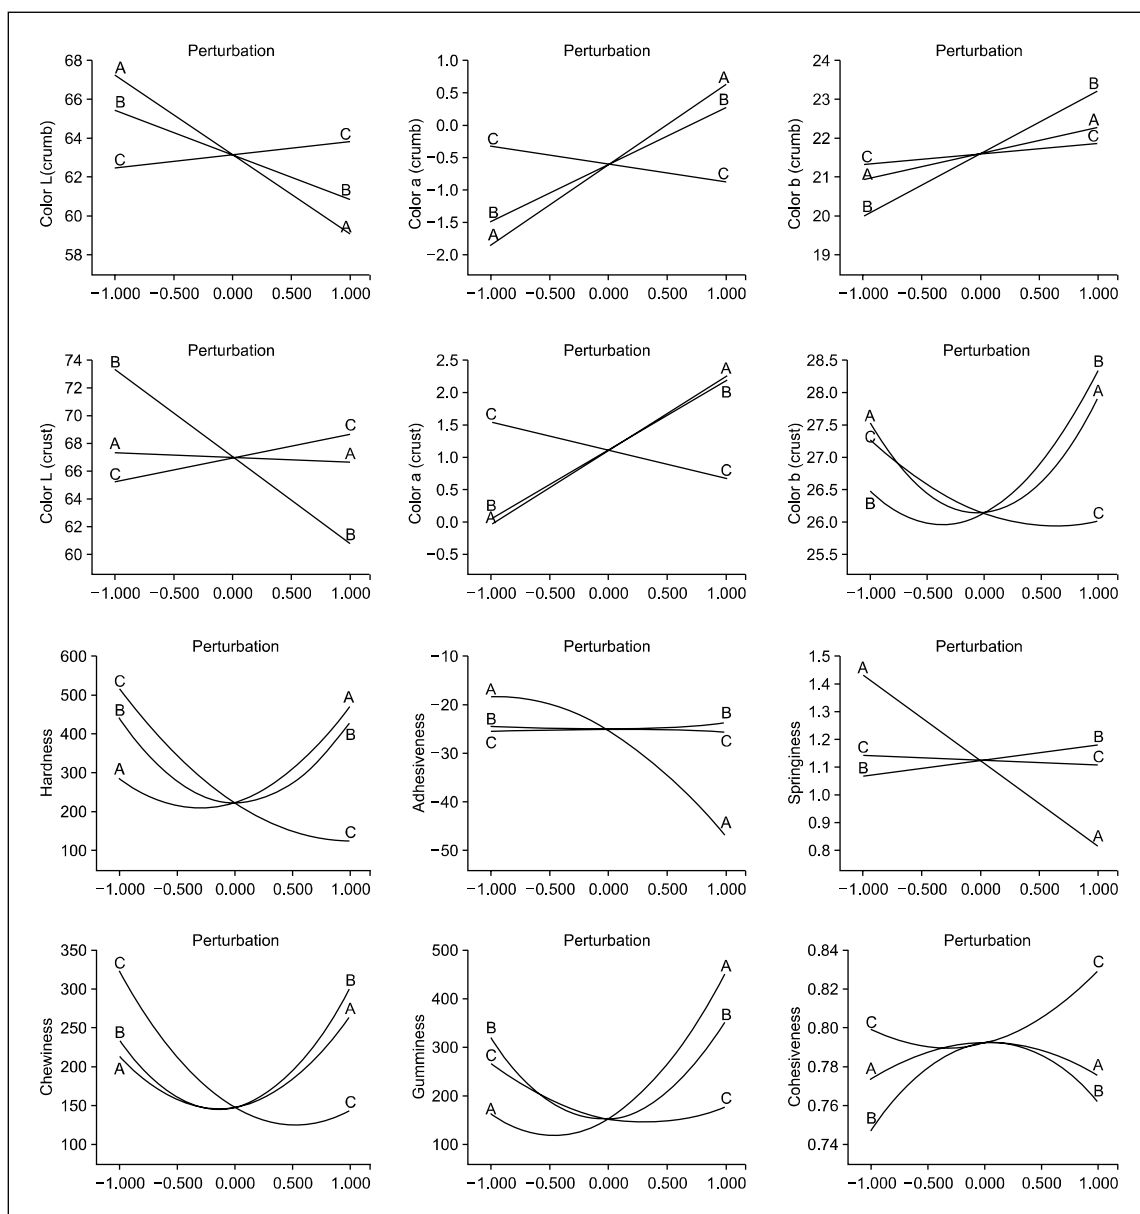 Perturbation
Color L(crumb)
68
66
64
62
60
58
A
B
C
C
B
A
−1.000 −0.500 0.000 0.500 1.000
Perturbation
Color a (crumb)
1.0
0.5
0.0
−0.5
−1.0
−1.5
−2.0
C
B
A
A
B
C
−1.000 −0.500 0.000 0.500 1.000
Perturbation
Color b (crumb)
24
23
22
21
20
19
C
A
B
B
A
C
−1.000 −0.500 0.000 0.500 1.000
Perturbation
Color L (crust)
74
72
70
68
66
64
62
60
B
A
C
C
A
B
−1.000 −0.500 0.000 0.500 1.000
Perturbation
Color a (crust)
2.5
2.0
1.5
1.0
0.5
0.0
−0.5
C
B
A
A
B
C
−1.000 −0.500 0.000 0.500 1.000
Perturbation
Color b (crust)
28.5
28.0
27.5
27.0
26.5
26.0
25.5
A
C
B
B
A
C
−1.000 −0.500 0.000 0.500 1.000
Perturbation
Hardness
600
500
400
300
200
100
C
B
A
A
B
C
−1.000 −0.500 0.000 0.500 1.000
Perturbation
Adhesiveness
−10
−20
−30
−40
−50
A
B
C
B
C
A
−1.000 −0.500 0.000 0.500 1.000
Perturbation
Springiness
1.5
1.4
1.3
1.2
1.1
1.0
0.9
0.8
A
C
B
B
C
A
−1.000 −0.500 0.000 0.500 1.000
Perturbation
Chewiness
350
300
250
200
150
100
C
B
A
B
A
C
−1.000 −0.500 0.000 0.500 1.000
Perturbation
Gumminess
500
400
300
200
100
B
C
A
A
B
C
−1.000 −0.500 0.000 0.500 1.000
Perturbation
Cohesiveness
0.84
0.82
0.80
0.78
0.76
0.74
C
A
B
C
A
B
−1.000 −0.500 0.000 0.500 1.000